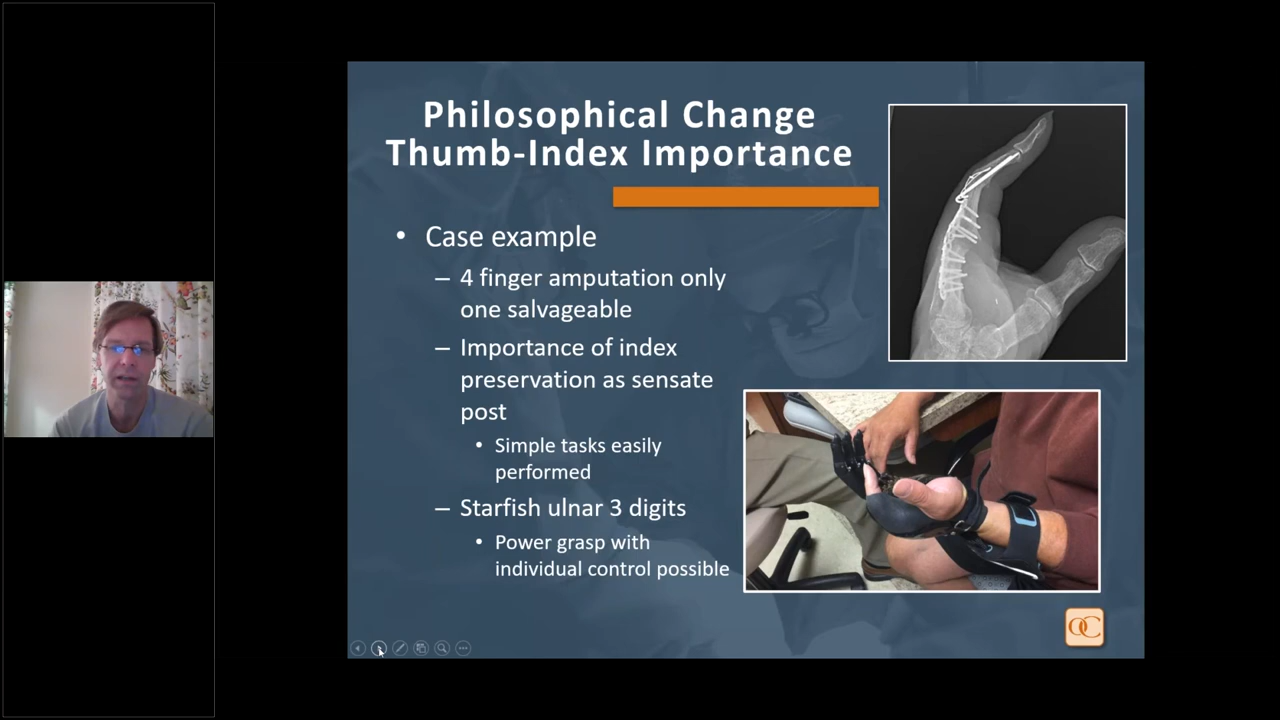 Philosophical Change
Thumb-Index Importance
• Case example
– 4 finger amputation only
one salvageable
– Importance of index
preservation as sensate
post
• Simple tasks easily
performed
– Starfish ulnar 3 digits
• Power grasp with
individual control possible
OC